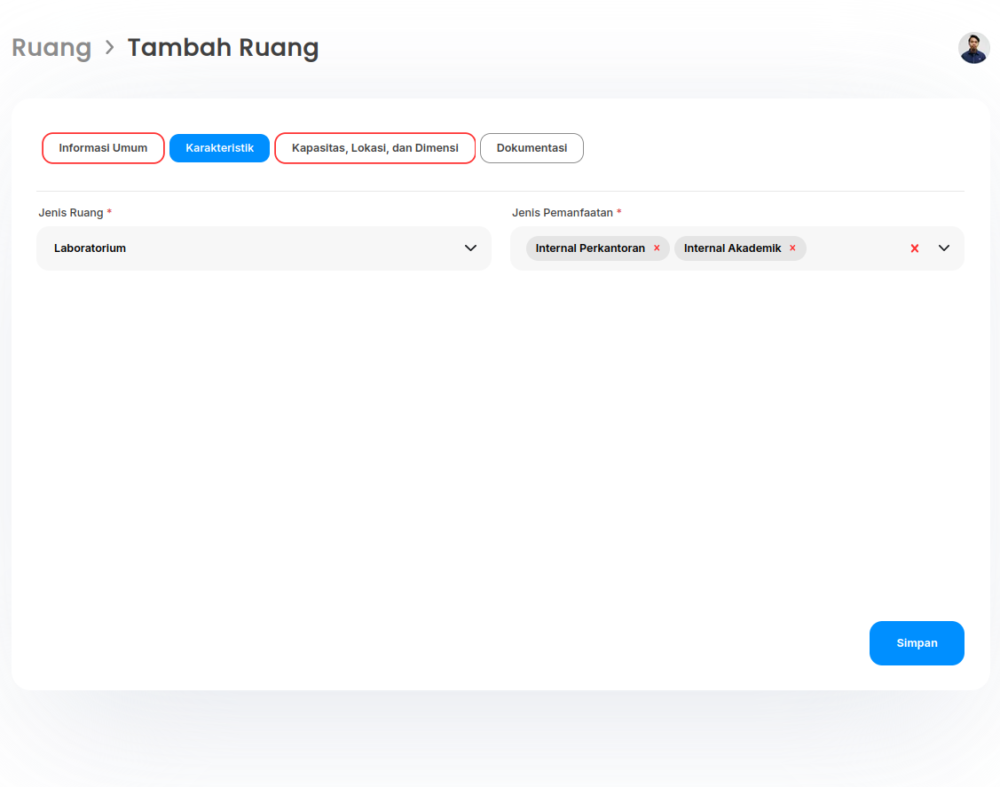 Ruang > Tambah Ruang
Informasi Umum Karakteristik Kapasitas, Lokasi, dan Dimensi Dokumentasi
Jenis Ruang * Jenis Pemanfaatan *
Laboratorium Internal Perkantoran x Internal Akademik x x
Simpan